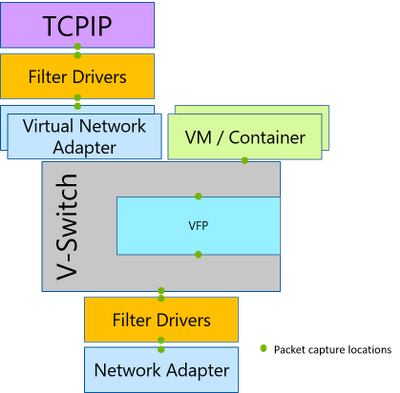 TCPIP
Filter Drivers
Virtual Network
Adapter
VM / Container
V-Switch
VFP
Filter Drivers
Packet capture locations
Network Adapter